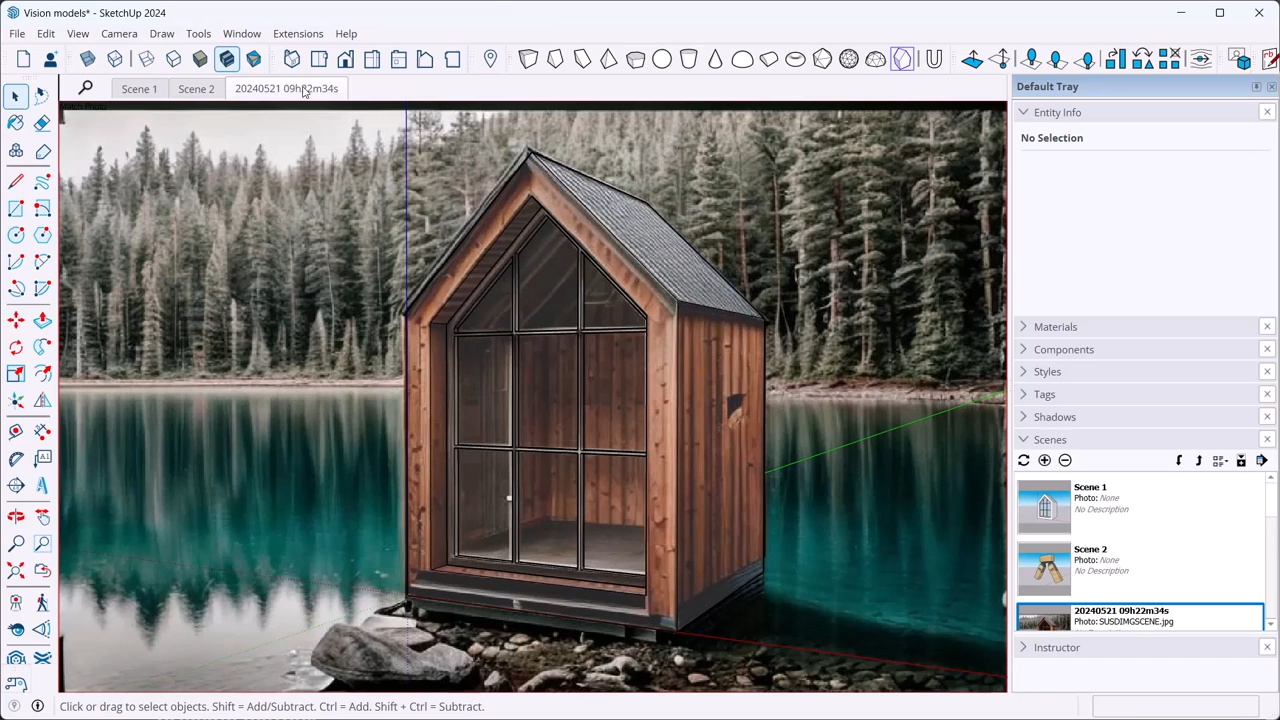 Vision models* - SketchUp 2024
File Edit View Camera Draw Tools Window Extensions Help
Scene 1 Scene 2 20240521 09h22m34s
Default Tray
Entity Info
No Selection
Materials
Components
Styles
Tags
Shadows
Scenes
Scene 1
Photo: None
No Description
Scene 2
Photo: None
No Description
20240521 09h22m34s
Photo: SUSDIMGSCENE.jpg
Instructor
Click or drag to select objects. Shift = Add/Subtract. Ctrl = Add. Shift + Ctrl = Subtract.